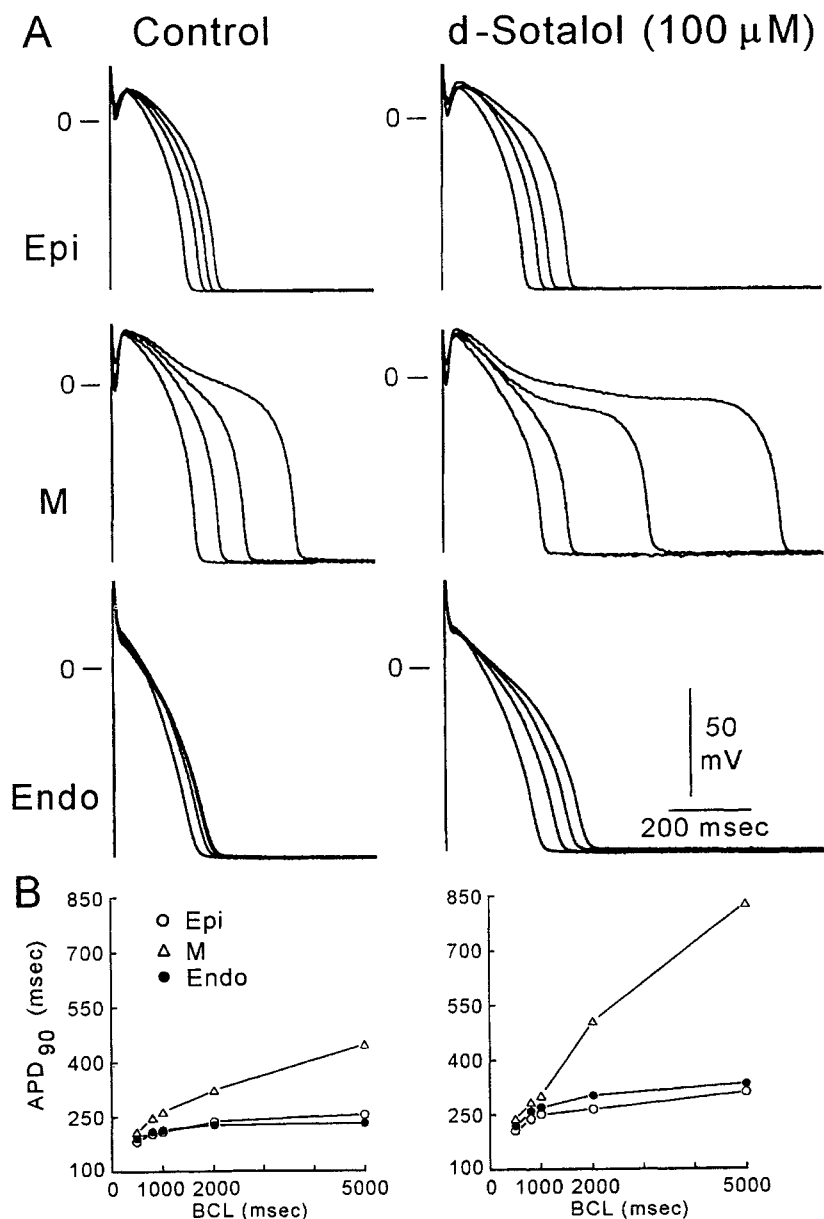 A Control d-Sotalol (100 µM)
0 0
Epi
0 0
M
0 0
50
mV
Endo
200 msec
B
850 850
○ Epi
△ M
● Endo
700 700
550 550
400 400
250 250
100 100
APD90 (msec)
0 1000 2000 5000 0 1000 2000 5000
BCL (msec) BCL (msec)